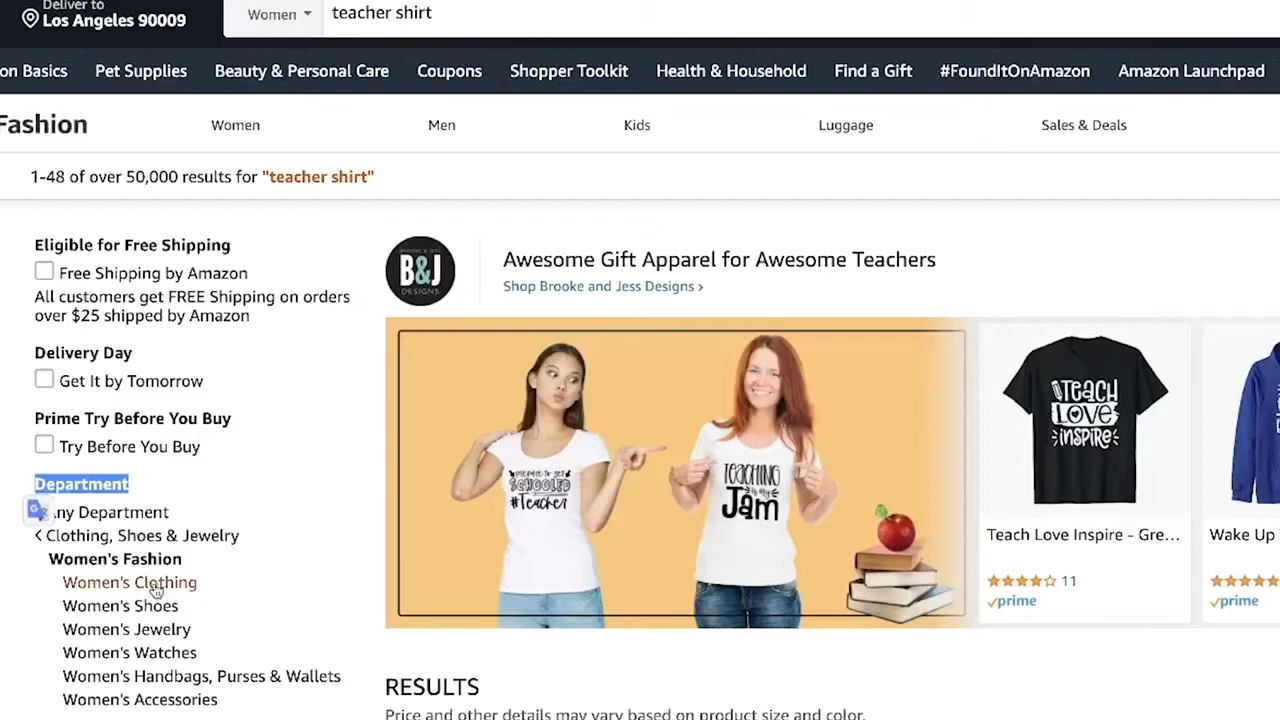 Deliver to
Los Angeles 90009
Women
teacher shirt
on Basics
Pet Supplies
Beauty & Personal Care
Coupons
Shopper Toolkit
Health & Household
Find a Gift
#FoundItOnAmazon
Amazon Launchpad
Fashion
Women
Men
Kids
Luggage
Sales & Deals
1-48 of over 50,000 results for "teacher shirt"
Eligible for Free Shipping
Free Shipping by Amazon
All customers get FREE Shipping on orders
over $25 shipped by Amazon
Delivery Day
Get It by Tomorrow
Prime Try Before You Buy
Try Before You Buy
Department
ny Department
Clothing, Shoes & Jewelry
Women's Fashion
Women's Clothing
Women's Shoes
Women's Jewelry
Women's Watches
Women's Handbags, Purses & Wallets
Women's Accessories
B&J
DESIGNS
Awesome Gift Apparel for Awesome Teachers
Shop Brooke and Jess Designs ›
prepare to get
SCHOOLED
#Teacher
TEACHING
is my
Jam
TEACH
LOVE
INSPIRE
Teach Love Inspire - Gre...
11
prime
Wake Up
prime
RESULTS
Price and other details may vary based on product size and color.